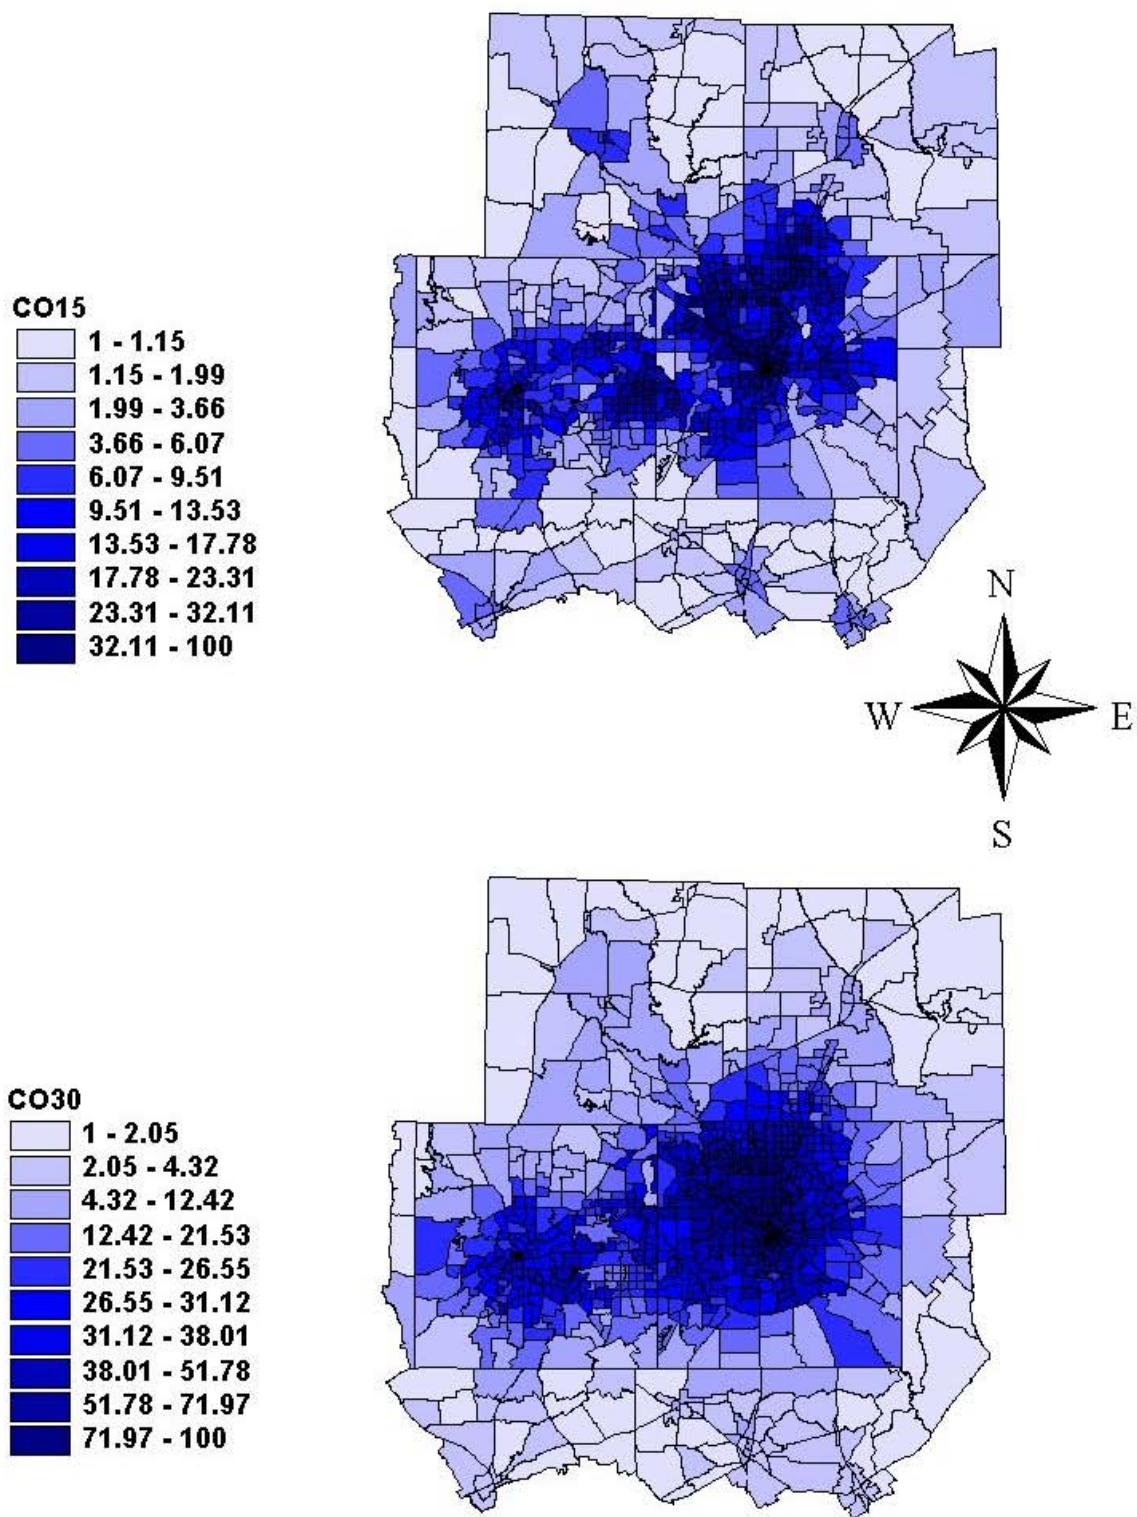 CO15
1 - 1.15
1.15 - 1.99
1.99 - 3.66
3.66 - 6.07
6.07 - 9.51
9.51 - 13.53
13.53 - 17.78
17.78 - 23.31
23.31 - 32.11
32.11 - 100
N
W E
S
CO30
1 - 2.05
2.05 - 4.32
4.32 - 12.42
12.42 - 21.53
21.53 - 26.55
26.55 - 31.12
31.12 - 38.01
38.01 - 51.78
51.78 - 71.97
71.97 - 100